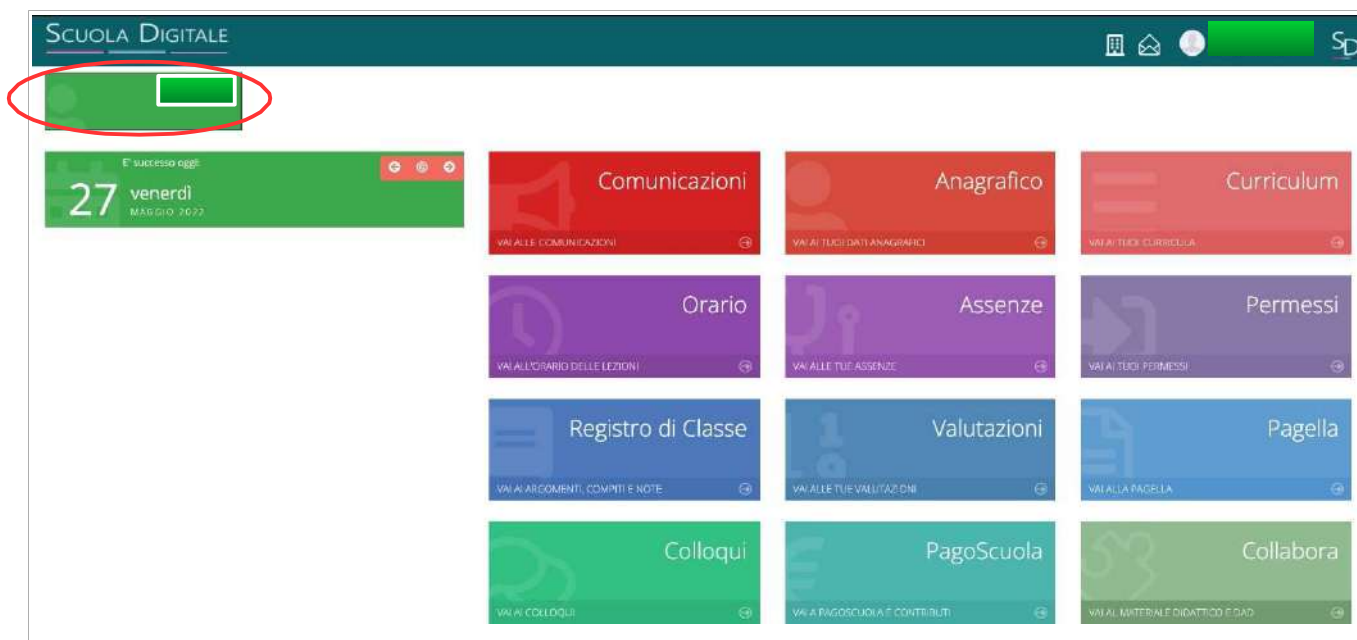 SCUOLA DIGITALE
SD
E' successo oggi:
27 venerdì
MAGGIO 2022
Comunicazioni
VAI ALLE COMUNICAZIONI
Anagrafico
VAI AI TUOI DATI ANAGRAFICI
Curriculum
VAI AI TUOI CURRICULA
Orario
VAI ALL'ORARIO DELLE LEZIONI
Assenze
VAI ALLE TUE ASSENZE
Permessi
VAI AI TUOI PERMESSI
Registro di Classe
VAI AI ARGOMENTI, COMPITI E NOTE
Valutazioni
VAI ALLE TUE VALUTAZIONI
Pagella
VAI ALLA PAGELLA
Colloqui
VAI AI COLLOQUI
PagoScuola
VAI A PAGOSCUOLA E CONTRIBUTI
Collabora
VAI AL MATERIALE DIDATTICO E DAD